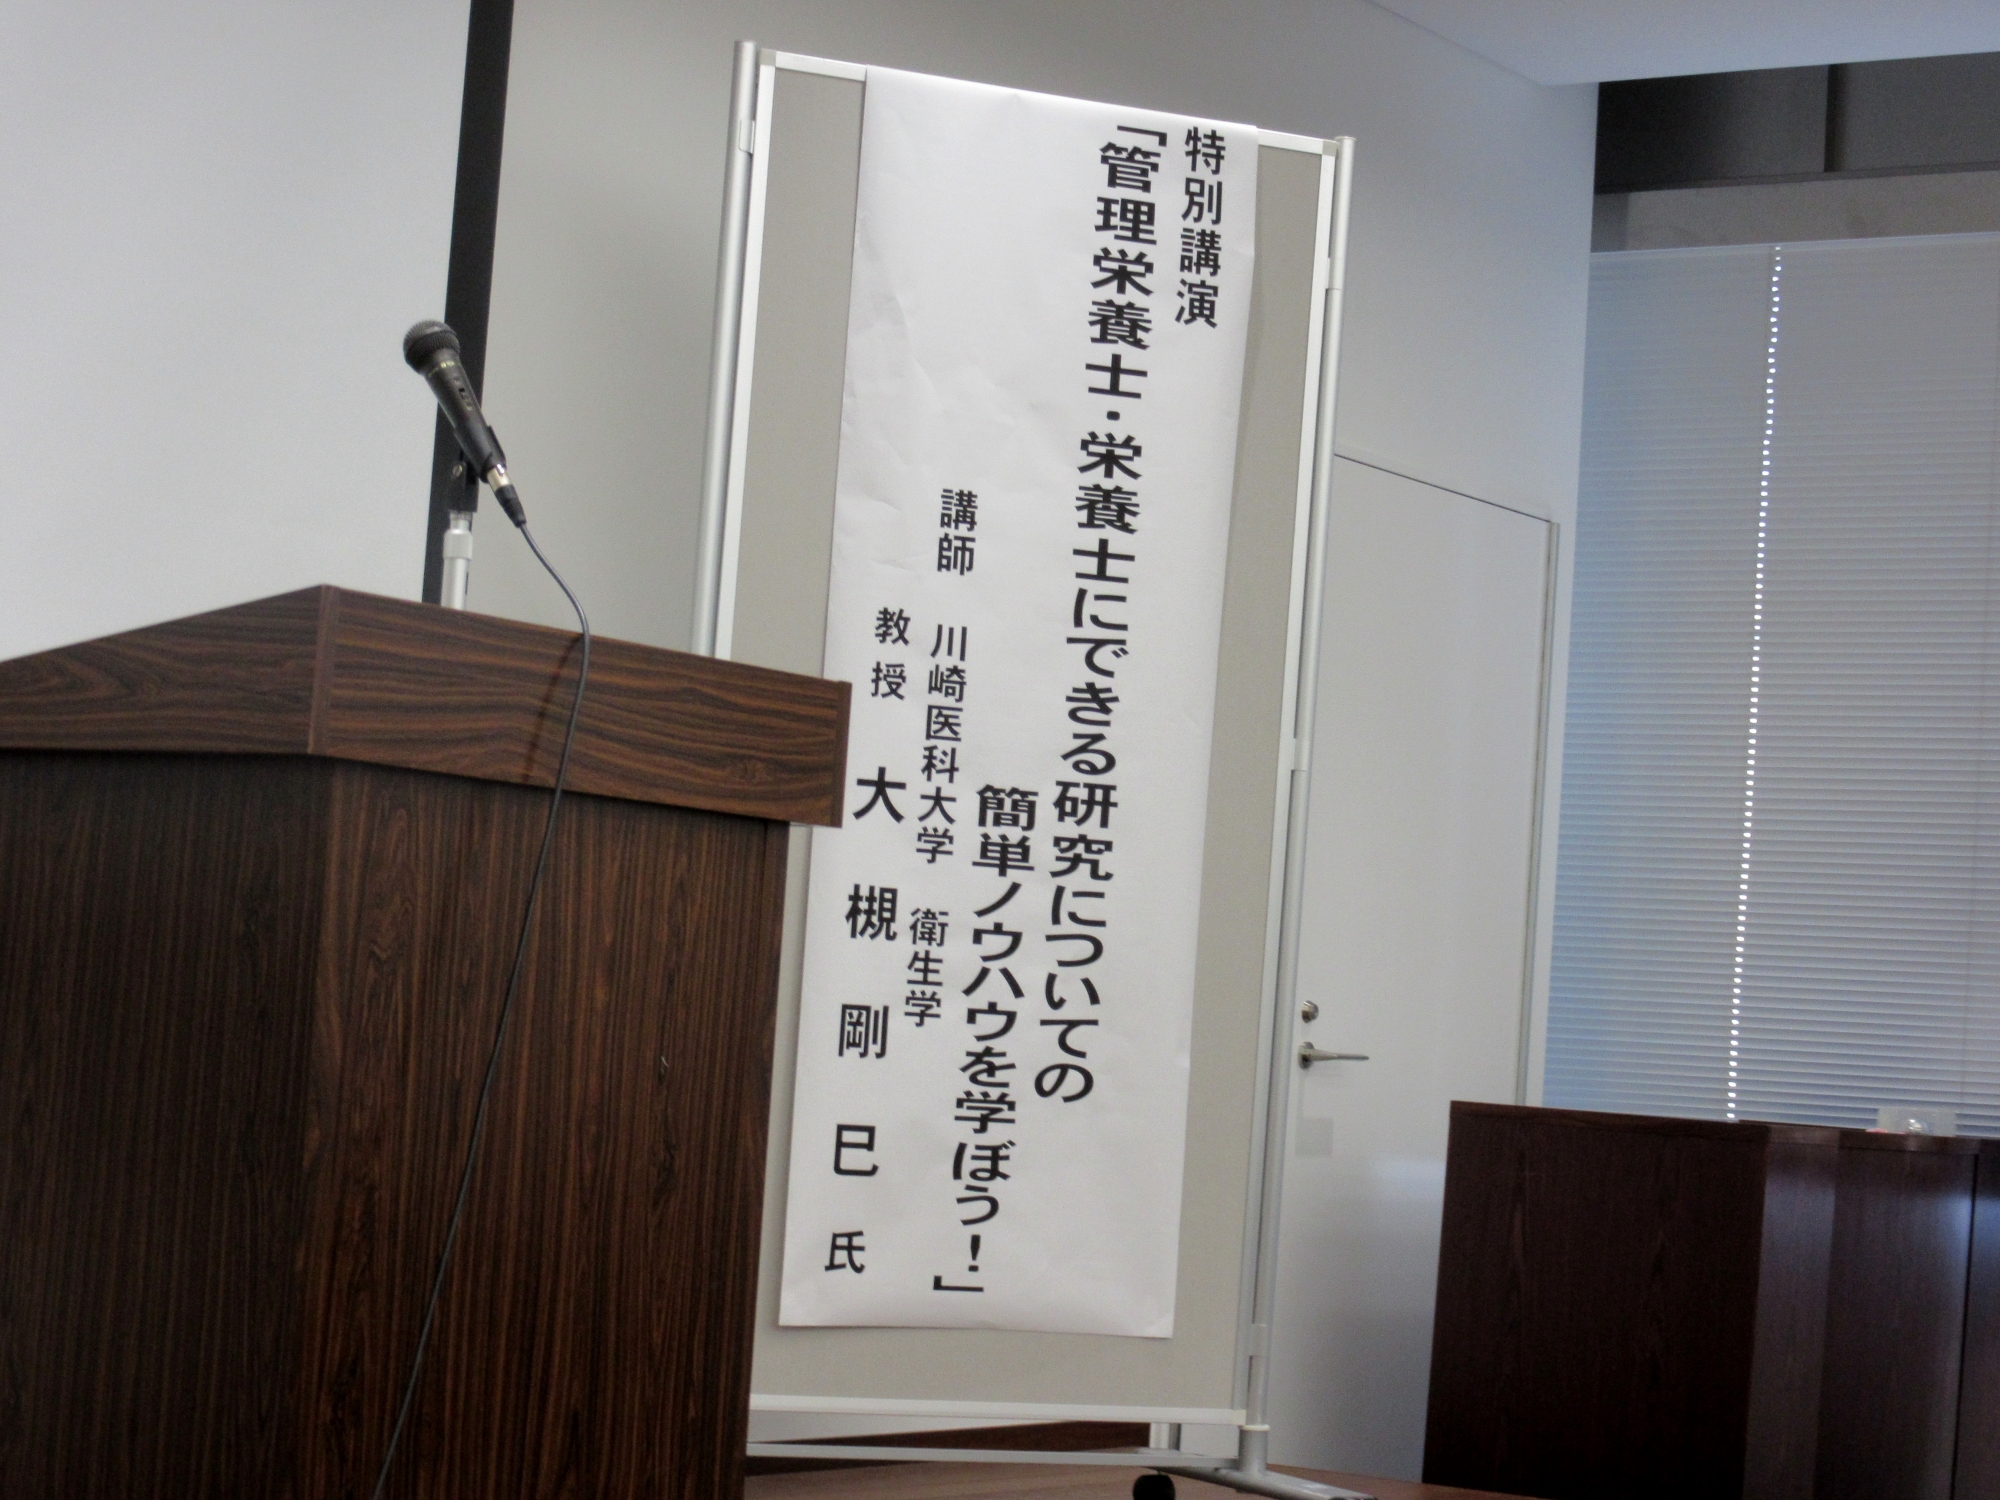 特別講演
「管理栄養士・栄養士にできる研究についての
簡単ノウハウを学ぼう!」
講師 川崎医科大学 衛生学
教授 大槻剛巳氏